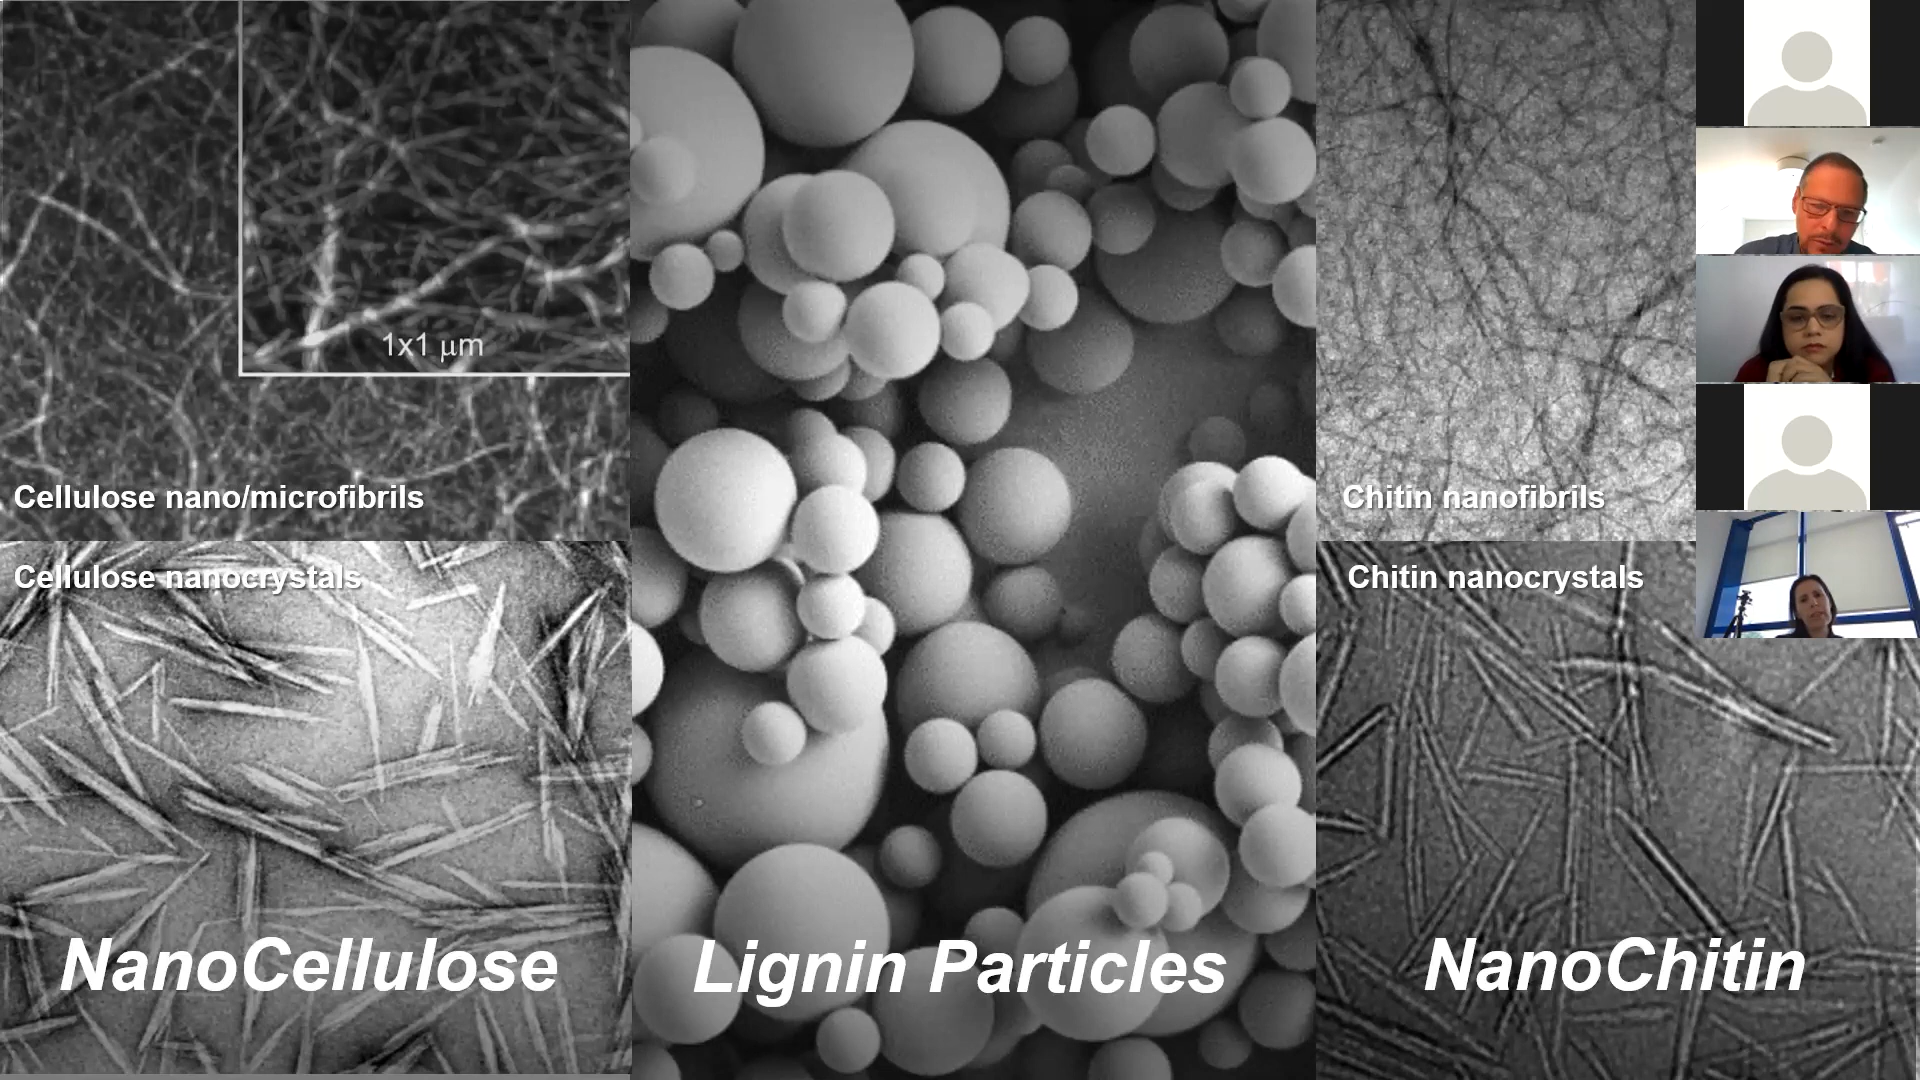 1x1 μm
Cellulose nano/microfibrils
Cellulose nanocrystals
NanoCellulose
Lignin Particles
Chitin nanofibrils
Chitin nanocrystals
NanoChitin